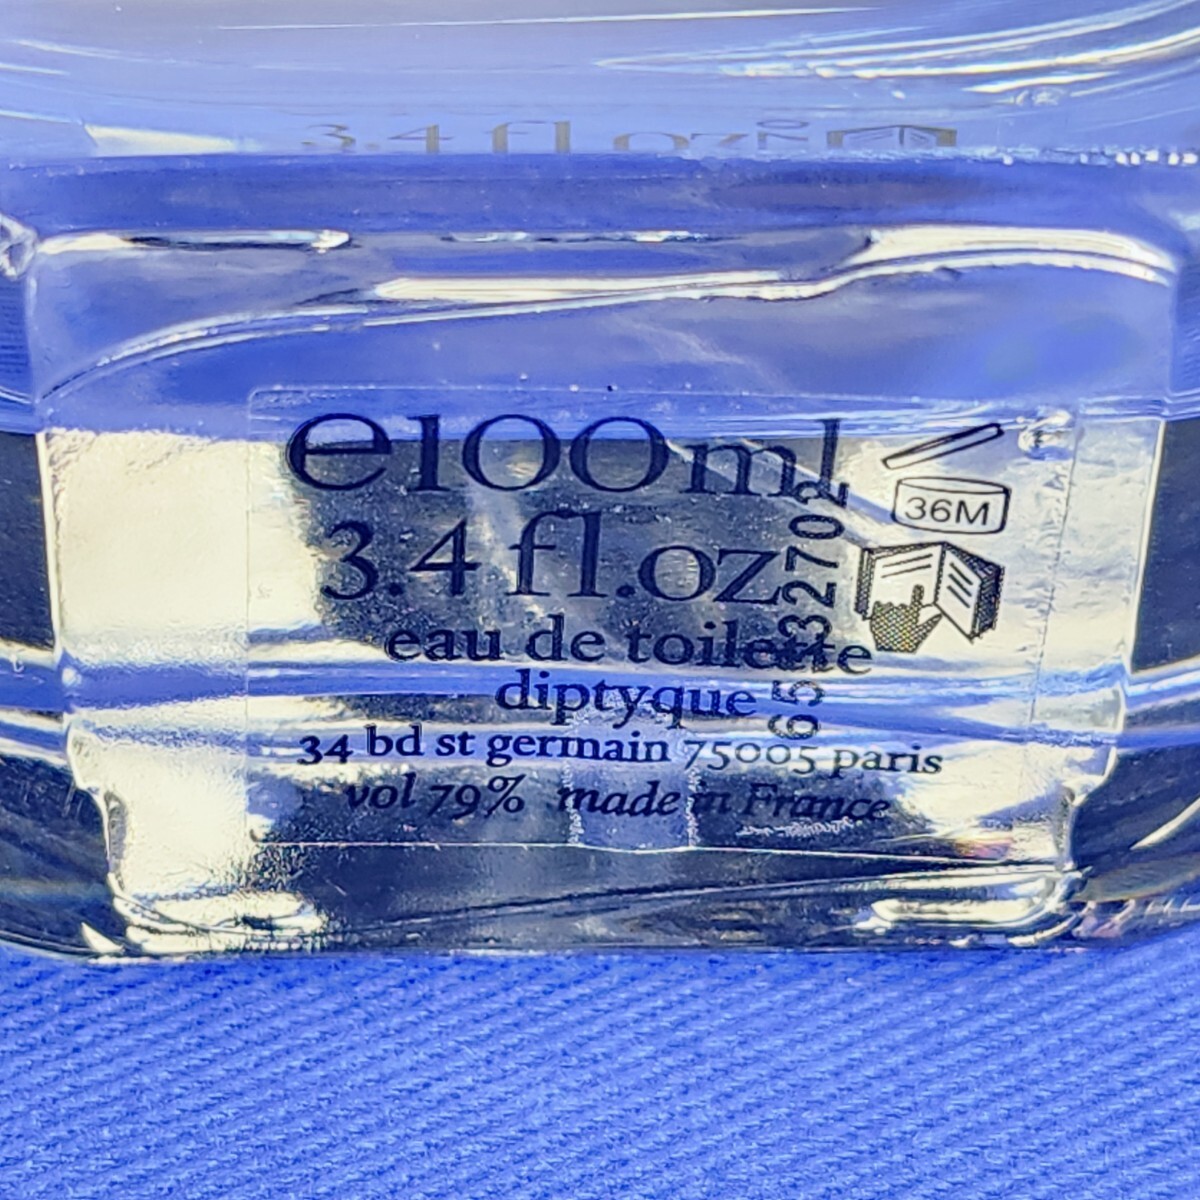 3.4 fl oz
e100ml
3.4 fl.oz
36M
eau de toilette
diptyque
34 bd st germain 75005 paris
vol 79% made in France